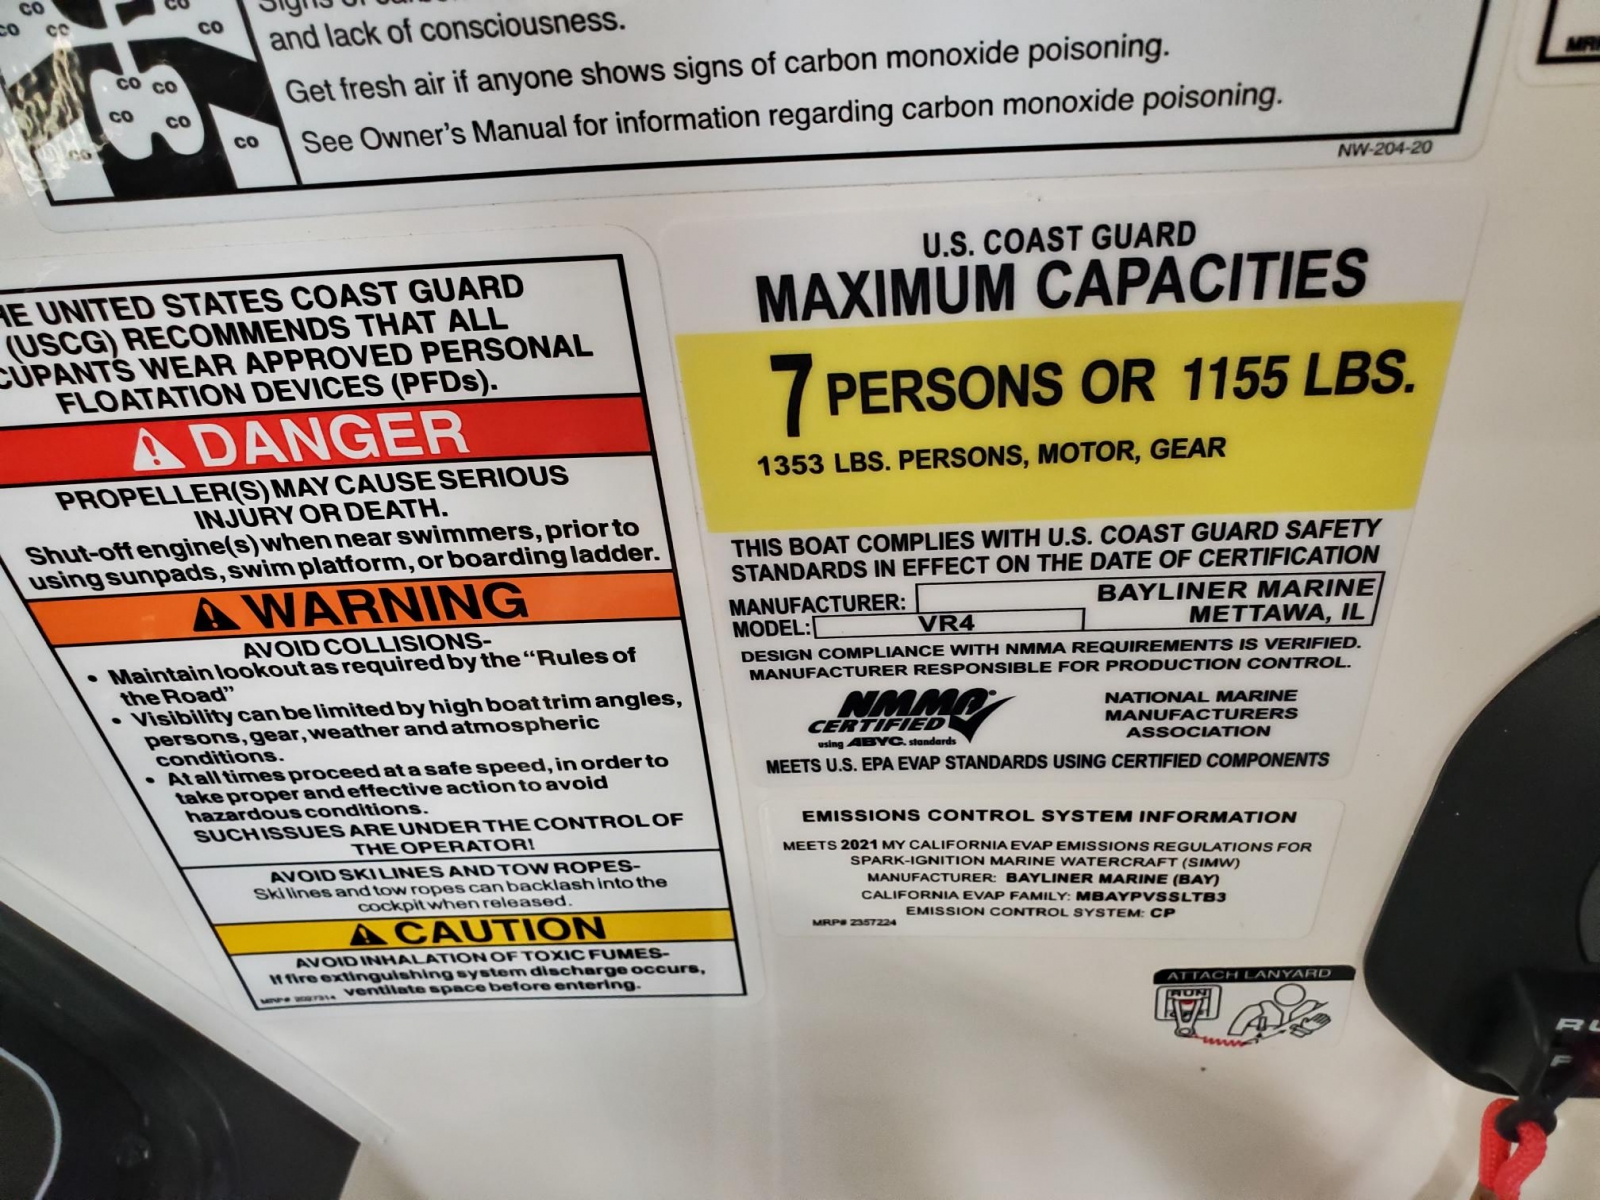 CO
CO
CO
CO
CO
CO CO
CO
CO
CO
CO
and lack of consciousness.
Get fresh air if anyone shows signs of carbon monoxide poisoning.
See Owner's Manual for information regarding carbon monoxide poisoning.
NW-204-20
UNITED STATES COAST GUARD
(USCG) RECOMMENDS THAT ALL
WEAR APPROVED PERSONAL
FLOATATION DEVICES (PFDs).
DANGER
PROPELLER(S) MAY CAUSE SERIOUS
INJURY OR DEATH.
Shut-off engine(s) when near swimmers, prior to
using sunpads, swim platform, or boarding ladder.
WARNING
AVOID COLLISIONS-
• Maintain lookout as required by the "Rules of
the Road"
• Visibility can be limited by high boat trim angles,
persons, gear, weather and atmospheric
conditions.
• At all times proceed at a safe speed, in order to
take proper and effective action to avoid
hazardous conditions.
SUCH ISSUES ARE UNDER THE CONTROL OF
THE OPERATOR!
AVOID SKI LINES AND TOW ROPES-
Ski lines and tow ropes can backlash into the
cockpit when released.
CAUTION
AVOID INHALATION OF TOXIC FUMES-
If fire extinguishing system discharge occurs,
ventilate space before entering.
MRP# 2027314
U.S. COAST GUARD
MAXIMUM CAPACITIES
7 PERSONS OR 1155 LBS.
1353 LBS. PERSONS, MOTOR, GEAR
THIS BOAT COMPLIES WITH U.S. COAST GUARD SAFETY
STANDARDS IN EFFECT ON THE DATE OF CERTIFICATION
MANUFACTURER: BAYLINER MARINE
METTAWA, IL
MODEL: VR4
DESIGN COMPLIANCE WITH NMMA REQUIREMENTS IS VERIFIED.
MANUFACTURER RESPONSIBLE FOR PRODUCTION CONTROL.
NMMA®
CERTIFIED
using ABYC. standards
NATIONAL MARINE
MANUFACTURERS
ASSOCIATION
MEETS U.S. EPA EVAP STANDARDS USING CERTIFIED COMPONENTS
EMISSIONS CONTROL SYSTEM INFORMATION
MEETS 2021 MY CALIFORNIA EVAP EMISSIONS REGULATIONS FOR
SPARK-IGNITION MARINE WATERCRAFT (SIMW)
MANUFACTURER: BAYLINER MARINE (BAY)
CALIFORNIA EVAP FAMILY: MBAYPVSSLTB3
EMISSION CONTROL SYSTEM: CP
MRP# 2357224
ATTACH LANYARD
RUN